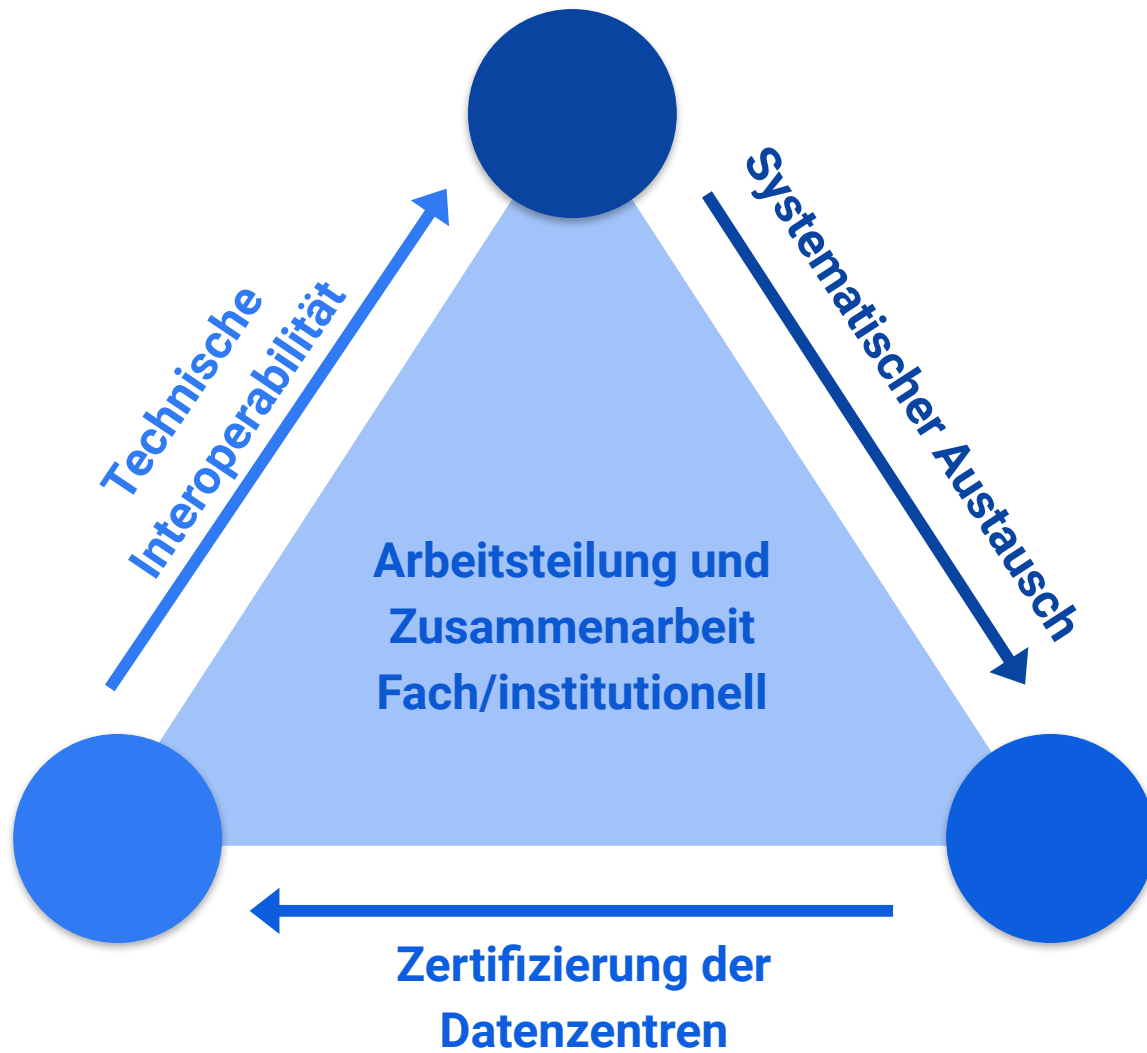 Technische
Interoperabilität
Systematischer Austausch
Arbeitsteilung und
Zusammenarbeit
Fach/institutionell
Zertifizierung der
Datenzentren